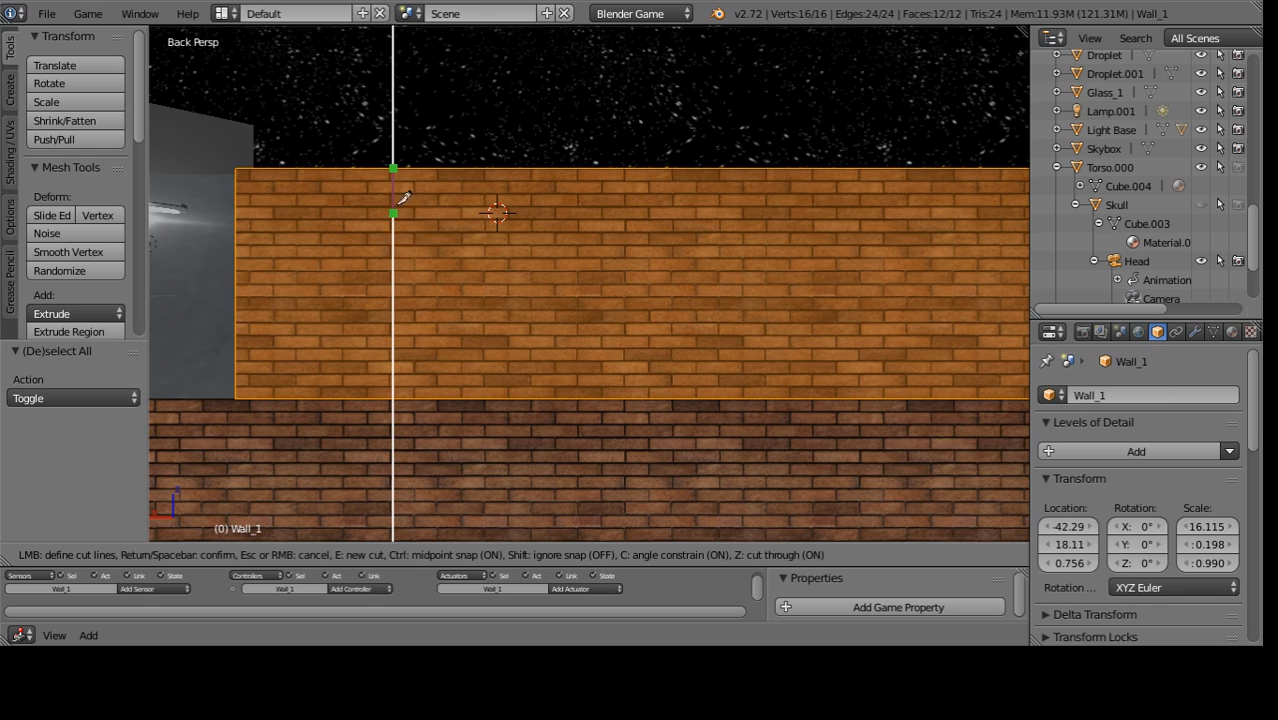 File Game Window Help Default Scene Blender Game v2.72 | Verts:16/16 | Edges:24/24 | Faces:12/12 | Tris:24 | Mem:11.93M (121.31M) | Wall_1
Tools
Create
Shading / UVs
Options
Grease Pencil
Transform
Translate
Rotate
Scale
Shrink/Fatten
Push/Pull
Mesh Tools
Deform:
Slide Ed Vertex
Noise
Smooth Vertex
Randomize
Add:
Extrude
Extrude Region
(De)select All
Action
Toggle
Back Persp
(0) Wall_1
LMB: define cut lines, Return/Spacebar: confirm, Esc or RMB: cancel, E: new cut, Ctrl: midpoint snap (ON), Shift: ignore snap (OFF), C: angle constrain (ON), Z: cut through (ON)
Sensors Sel Act Link State Controllers Sel Act Link Actuators Sel Act Link State
Wall_1 Add Sensor Wall_1 Add Controller Wall_1 Add Actuator
Properties
Add Game Property
View Add
View Search All Scenes
Droplet
Droplet.001
Glass_1
Lamp.001
Light Base
Skybox
Torso.000
Cube.004
Skull
Cube.003
Material.0
Head
Animation
Camera
Wall_1
Wall_1
Levels of Detail
Add
Transform
Location: Rotation: Scale:
-42.29 X: 0° 16.115
18.11 Y: 0° : 0.198
0.756 Z: 0° : 0.990
Rotation ... XYZ Euler
Delta Transform
Transform Locks